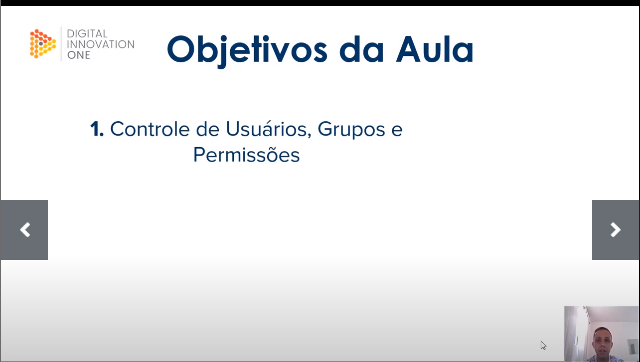 DIGITAL
INNOVATION
ONE
Objetivos da Aula
1. Controle de Usuários, Grupos e
Permissões